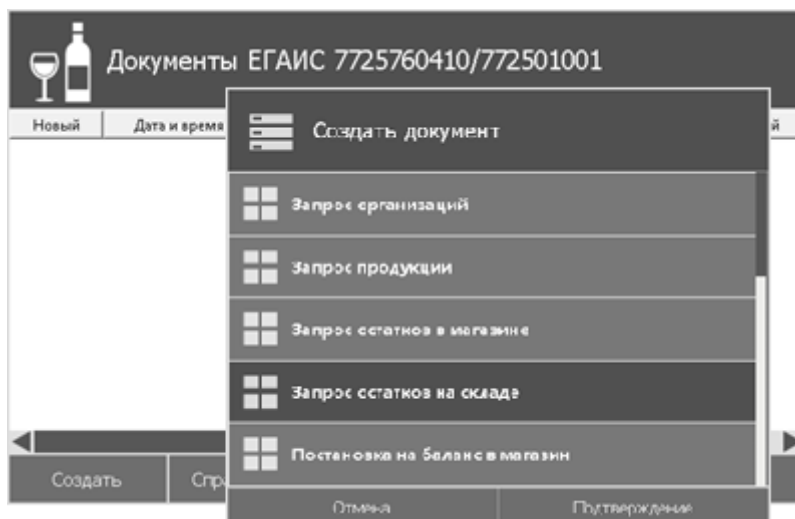 Документы ЕГАИС 7725760410/772501001
Новый
Дата и время
й
Создать документ
Запрос организаций
Запрос продукции
Запрос остатков в магазине
Запрос остатков на складе
Постановка на баланс в магазин
Создать
Спра
Отмена
Подтверждение